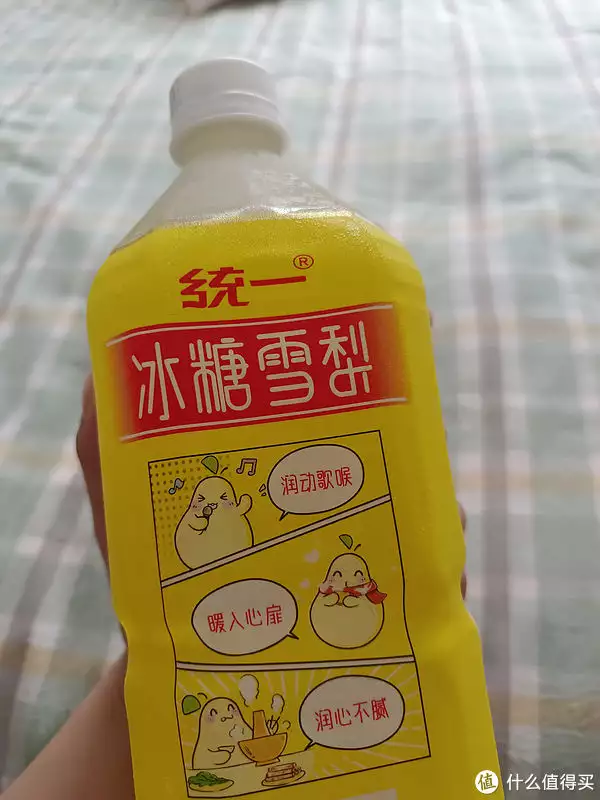 统一®
冰糖雪梨
润动歌喉
暖入心扉
润心不腻
值 什么值得买